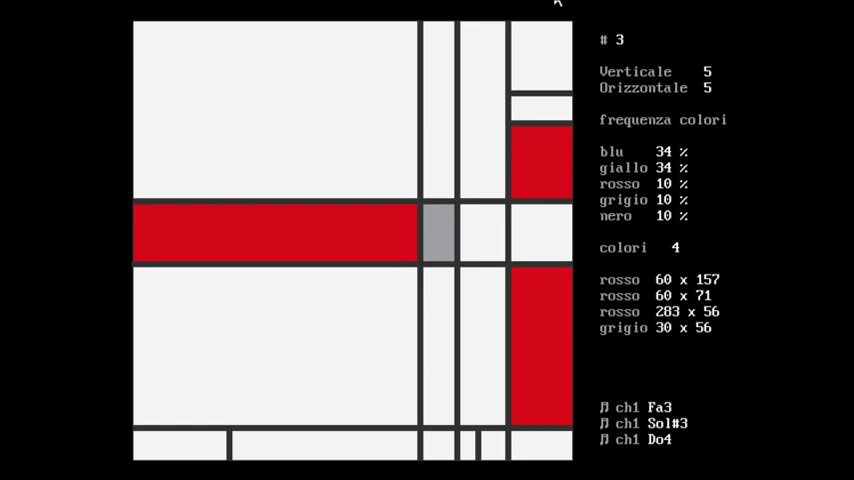 # 3
Verticale 5
Orizzontale 5
frequenza colori
blu 34 %
giallo 34 %
rosso 10 %
grigio 10 %
nero 10 %
colori 4
rosso 60 x 157
rosso 60 x 71
rosso 283 x 56
grigio 30 x 56
♬ ch1 Fa3
♬ ch1 Sol#3
♬ ch1 Do4